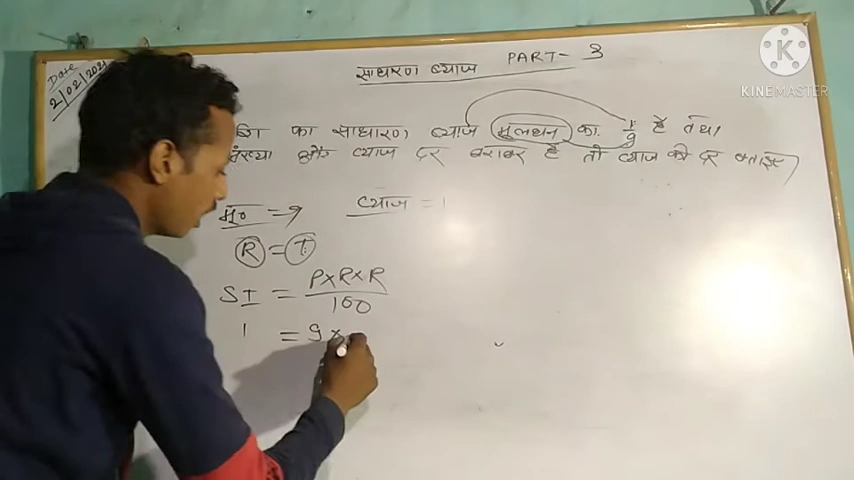 Date
2/02/2021
साधारण ब्याज PART- 3
K
KINEMASTER
का साधारण ब्याज मूलधन का 1/9 है तथा
और ब्याज दर बराबर है तो ब्याज की दर बताइए
मू० = 9 ब्याज = 1
R = T
SI = P×R×R/100
1 = 9×